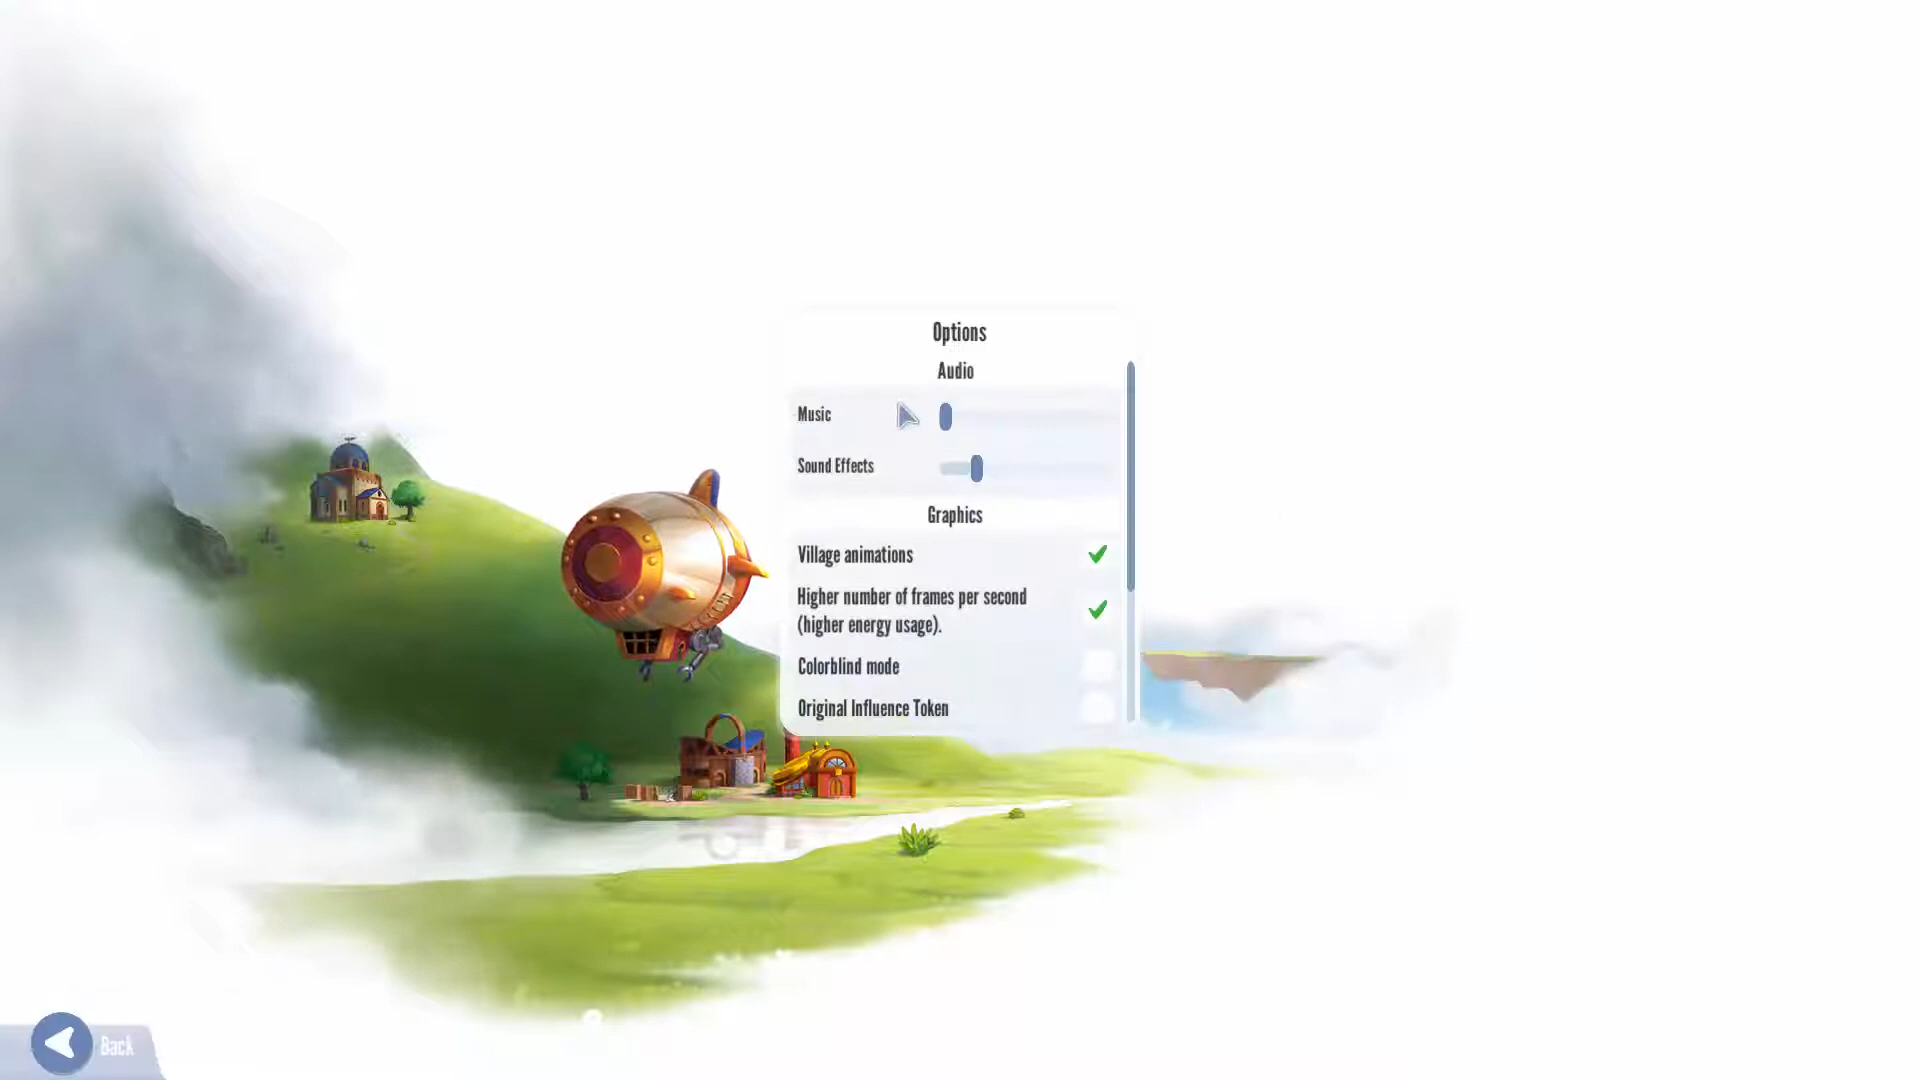 Options
Audio
Music
Sound Effects
Graphics
Village animations
Higher number of frames per second
(higher energy usage).
Colorblind mode
Original Influence Token
Back